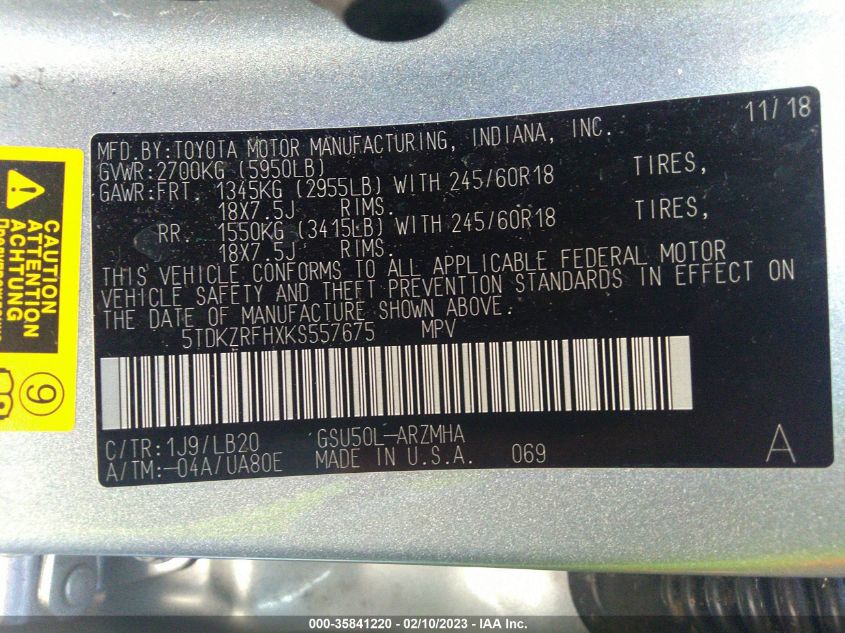 11/18
MFD.BY:TOYOTA MOTOR MANUFACTURING, INDIANA, INC.
GVWR:2700KG (5950LB)
GAWR:FRT. 1345KG (2955LB) WITH 245/60R18 TIRES,
18X7.5J RIMS.
RR. 1550KG (3415LB) WITH 245/60R18 TIRES,
18X7.5J RIMS.
THIS VEHICLE CONFORMS TO ALL APPLICABLE FEDERAL MOTOR
VEHICLE SAFETY AND THEFT PREVENTION STANDARDS IN EFFECT ON
THE DATE OF MANUFACTURE SHOWN ABOVE.
5TDKZRFHXKS557675 MPV
C/TR:1J9/LB20 GSU50L-ARZMHA
A/TM:-04A/UA80E MADE IN U.S.A. 069 A
CAUTION
ATTENTION
ACHTUNG
9
000-35841220 - 02/10/2023 - IAA Inc.